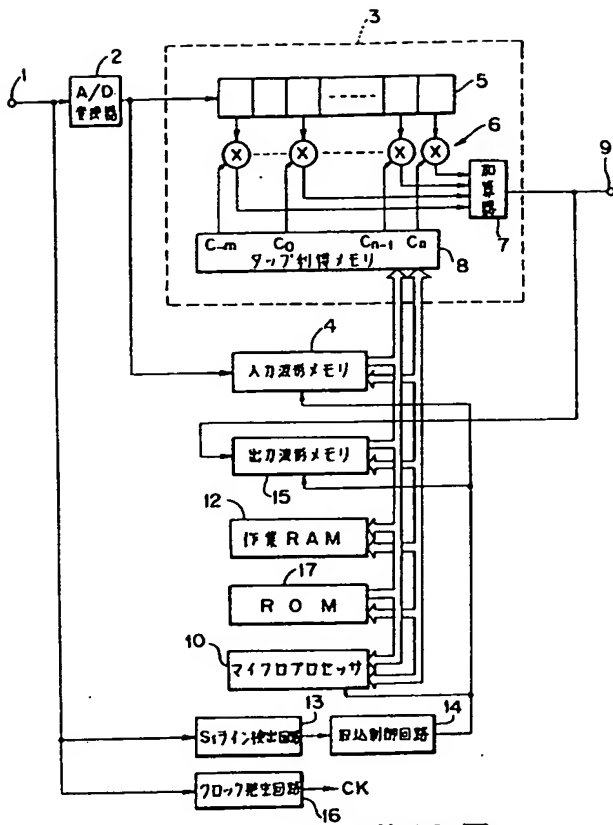 3
1
2
A/D
変換器
5
6
9
加算器
7
C-m C0 Cn-1 Cn
タップ利得メモリ
8
4
入力波形メモリ
出力波形メモリ
15
12
作業RAM
17
ROM
10
マイクロプロセッサ
13
14
S1ライン検出回路
取込制御回路
クロック発生回路
CK
16